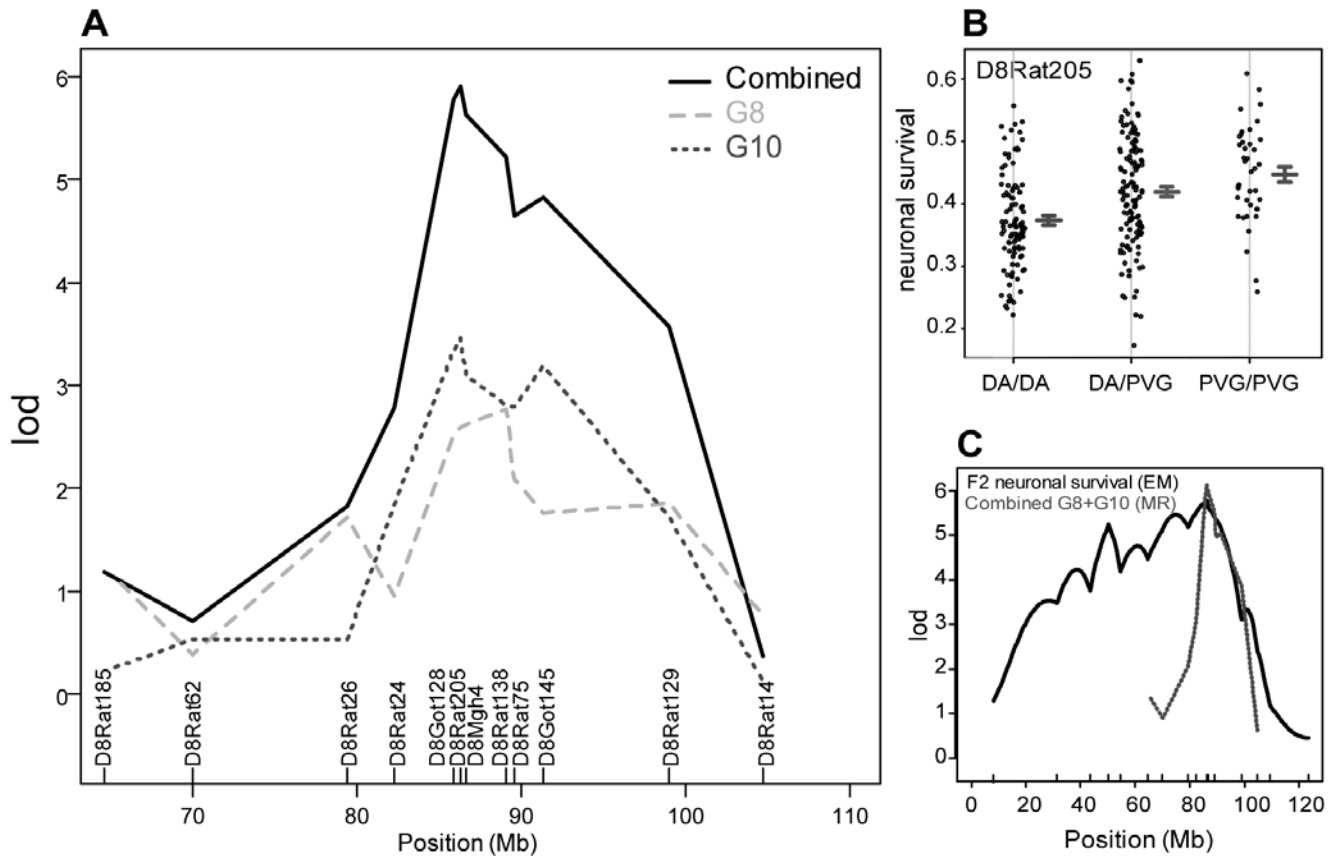 A
6
5
4
3
2
1
0
lod
Combined
G8
G10
D8Rat185
D8Rat62
D8Rat26
D8Rat24
D8Got128
D8Rat205
D8Mgh4
D8Rat138
D8Rat75
D8Got145
D8Rat129
D8Rat14
70
80
90
100
110
Position (Mb)
B
D8Rat205
0.6
0.5
0.4
0.3
0.2
neuronal survival
DA/DA
DA/PVG
PVG/PVG
C
F2 neuronal survival (EM)
Combined G8+G10 (MR)
6
5
4
3
2
1
0
lod
0 20 40 60 80 100 120
Position (Mb)